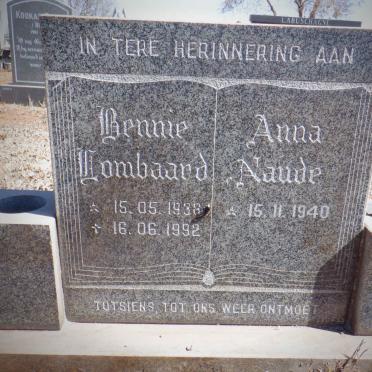 LABUSCHAGNE
IN TERE HERINNERING AAN
Bennie
Lombaard
* 15.05.1938
+ 16.06.1992
Anna
Naude
* 15.11.1940
TOTSIENS, TOT ONS WEER ONTMOET